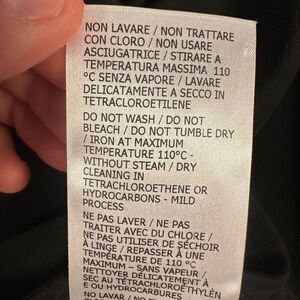 NON LAVARE / NON TRATTARE
CON CLORO / NON USARE
ASCIUGATRICE / STIRARE A
TEMPERATURA MASSIMA 110
°C SENZA VAPORE / LAVARE
DELICATAMENTE A SECCO IN
TETRACLOROETILENE
DO NOT WASH / DO NOT
BLEACH / DO NOT TUMBLE DRY
/ IRON AT MAXIMUM
TEMPERATURE 110°C -
WITHOUT STEAM / DRY
CLEANING IN
TETRACHLOROETHENE OR
HYDROCARBONS - MILD
PROCESS
NE PAS LAVER / NE PAS
TRAITER AVEC DU CHLORE /
NE PAS UTILISER DE SÉCHOIR
À LINGE / REPASSER À UNE
TEMPÉRATURE DE 110 °C
MAXIMUM – SANS VAPEUR /
NETTOYER DÉLICATEMENT À
SEC AU TÉTRACHLOROÉTHYLÈN
E OU HYDROCARBURES
NO LAVAR / NO